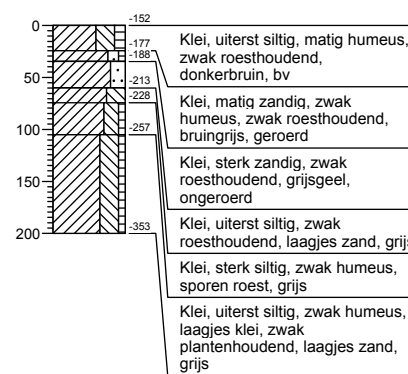 0
50
100
150
200
-152
-177
-188
-213
-228
-257
-353
Klei, uiterst siltig, matig humeus,
zwak roesthoudend,
donkerbruin, bv
Klei, matig zandig, zwak
humeus, zwak roesthoudend,
bruingrijs, geroerd
Klei, sterk zandig, zwak
roesthoudend, grijsgeel,
ongeroerd
Klei, uiterst siltig, zwak
roesthoudend, laagjes zand, grijs
Klei, sterk siltig, zwak humeus,
sporen roest, grijs
Klei, uiterst siltig, zwak humeus,
laagjes klei, zwak
plantenhoudend, laagjes zand,
grijs